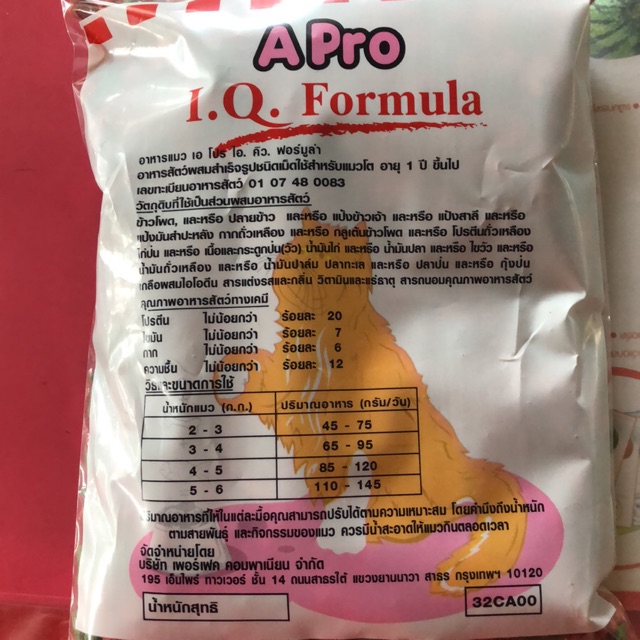 A Pro
I.Q. Formula
อาหารแมว เอ โปร ไอ. คิว. ฟอร์มูล่า
อาหารสัตว์ผสมสำเร็จรูปชนิดเม็ดใช้สำหรับแมวโต อายุ 1 ปี ขึ้นไป
เลขทะเบียนอาหารสัตว์ 01 07 48 0083
วัตถุดิบที่ใช้เป็นส่วนผสมอาหารสัตว์
ข้าวโพด, และหรือ ปลายข้าว และหรือ แป้งข้าวเจ้า และหรือ แป้งสาลี และหรือ
แป้งมันสำปะหลัง กากถั่วเหลือง และหรือ กลูเต้นข้าวโพด และหรือ โปรตีนถั่วเหลือง
ไก่ป่น และหรือ เนื้อและกระดูกป่น(วัว) น้ำมันไก่ และหรือ น้ำมันปลา และหรือ ไขวัว และหรือ
น้ำมันถั่วเหลือง และหรือ น้ำมันปาล์ม ปลาทะเล และหรือ ปลาป่น และหรือ กุ้งป่น
เกลือผสมไอโอดีน สารแต่งรสและกลิ่น วิตามินและแร่ธาตุ สารถนอมคุณภาพอาหารสัตว์
คุณภาพอาหารสัตว์ทางเคมี
โปรตีน ไม่น้อยกว่า ร้อยละ 20
ไขมัน ไม่น้อยกว่า ร้อยละ 7
กาก ไม่น้อยกว่า ร้อยละ 6
ความชื้น ไม่น้อยกว่า ร้อยละ 12
วิธีและขนาดการใช้
น้ำหนักแมว (ก.ก.) ปริมาณอาหาร (กรัม/วัน)
2 - 3 45 - 75
3 - 4 65 - 95
4 - 5 85 - 120
5 - 6 110 - 145
ปริมาณอาหารที่ให้ในแต่ละมื้อคุณสามารถปรับได้ตามความเหมาะสม โดยคำนึงถึงน้ำหนัก
ตามสายพันธุ์ และกิจกรรมของแมว ควรมีน้ำสะอาดให้แมวกินตลอดเวลา
จัดจำหน่ายโดย
บริษัท เพอร์เฟค คอมพาเนียน จำกัด
195 เอ็มไพร์ ทาวเวอร์ ชั้น 14 ถนนสาธรใต้ แขวงยานนาวา สาธร กรุงเทพฯ 10120
น้ำหนักสุทธิ 32CA00